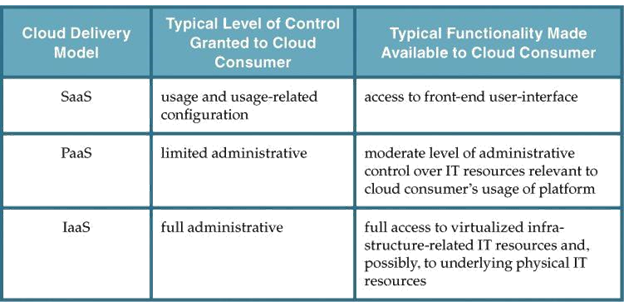 Cloud Delivery
Model
Typical Level of Control
Granted to Cloud
Consumer
Typical Functionality Made
Available to Cloud Consumer
SaaS
usage and usage-related
configuration
access to front-end user-interface
PaaS
limited administrative
moderate level of administrative
control over IT resources relevant to
cloud consumer's usage of platform
IaaS
full administrative
full access to virtualized infra-
structure-related IT resources and,
possibly, to underlying physical IT
resources